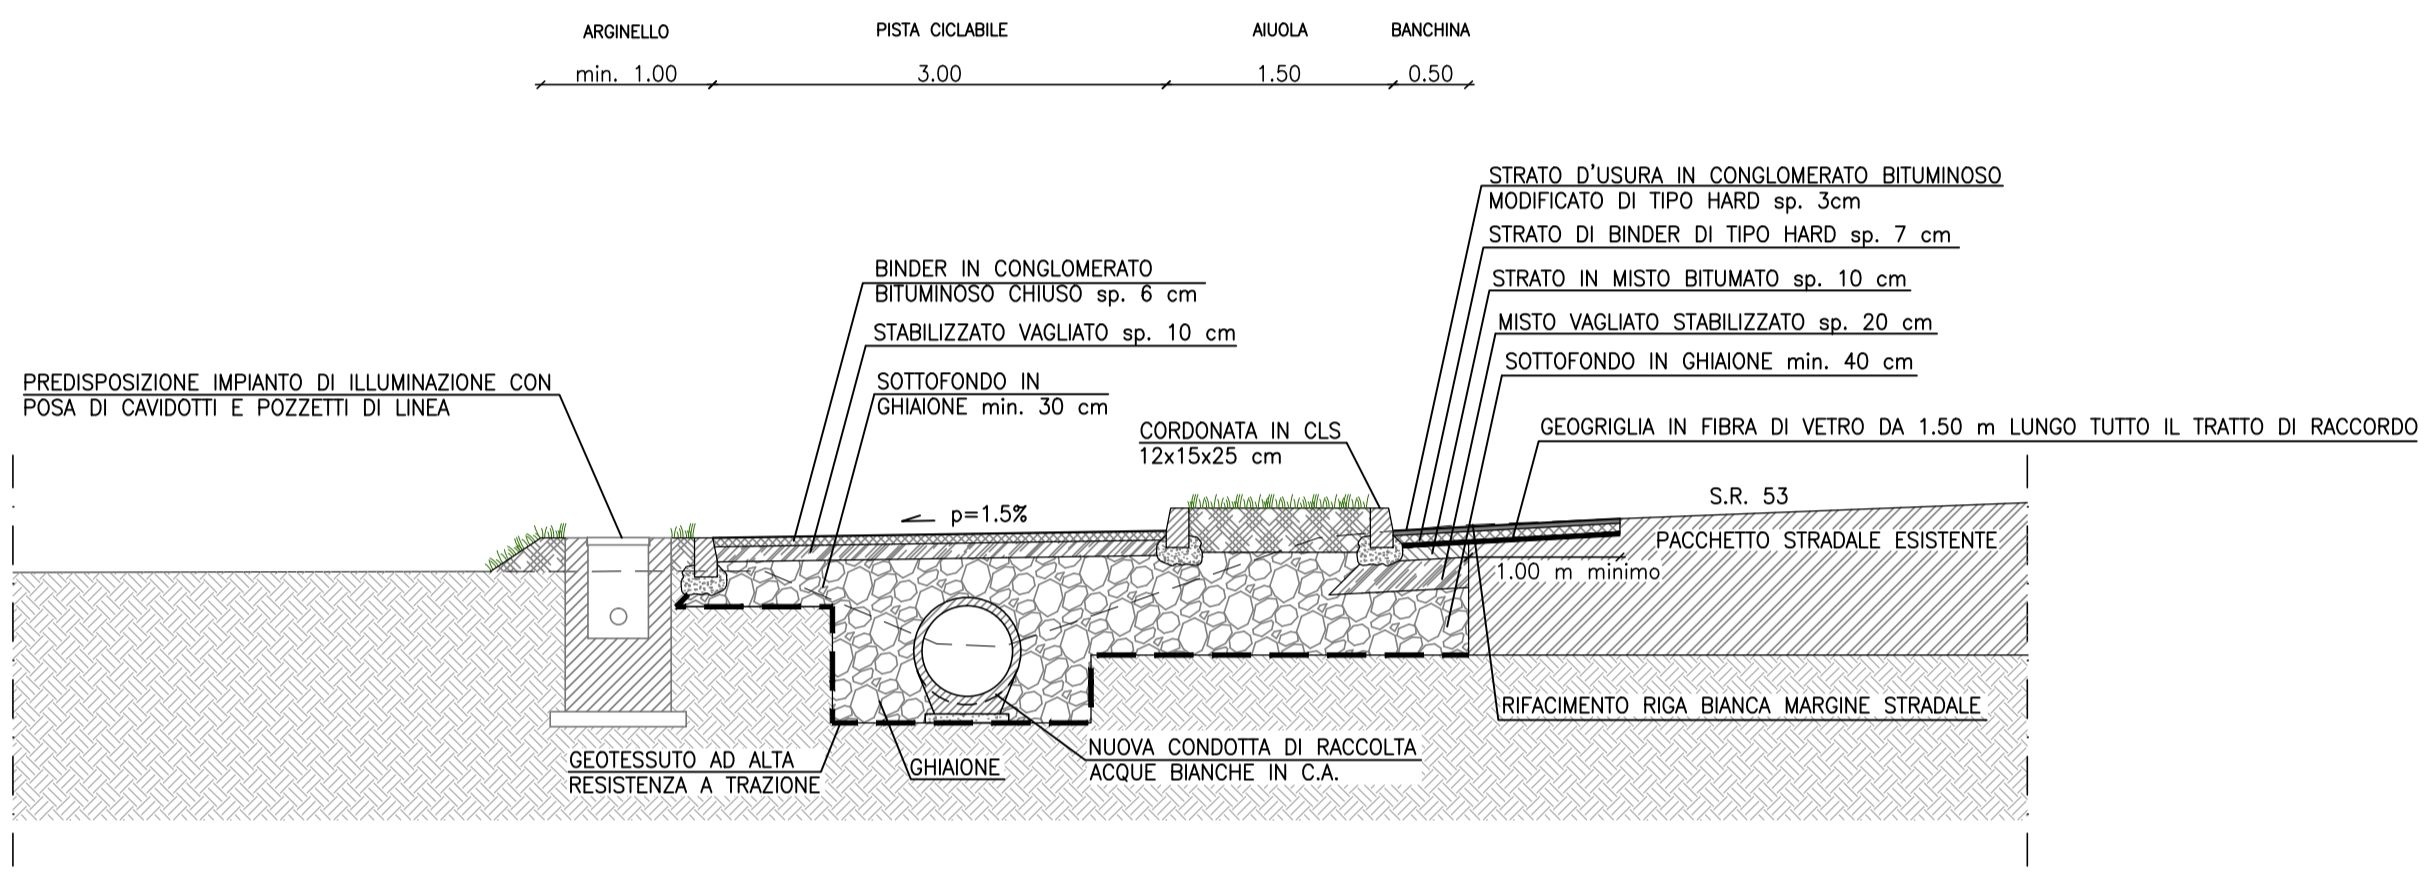 ARGINELLO
PISTA CICLABILE
AIUOLA
BANCHINA
min. 1.00
3.00
1.50
0.50
STRATO D'USURA IN CONGLOMERATO BITUMINOSO
MODIFICATO DI TIPO HARD sp. 3cm
STRATO DI BINDER DI TIPO HARD sp. 7 cm
BINDER IN CONGLOMERATO
BITUMINOSO CHIUSO sp. 6 cm
STRATO IN MISTO BITUMATO sp. 10 cm
STABILIZZATO VAGLIATO sp. 10 cm
MISTO VAGLIATO STABILIZZATO sp. 20 cm
SOTTOFONDO IN GHIAIONE min. 40 cm
PREDISPOSIZIONE IMPIANTO DI ILLUMINAZIONE CON
POSA DI CAVIDOTTI E POZZETTI DI LINEA
SOTTOFONDO IN
GHIAIONE min. 30 cm
CORDONATA IN CLS
12x15x25 cm
GEOGRIGLIA IN FIBRA DI VETRO DA 1.50 m LUNGO TUTTO IL TRATTO DI RACCORDO
S.R. 53
p=1.5%
PACCHETTO STRADALE ESISTENTE
1.00 m minimo
RIFACIMENTO RIGA BIANCA MARGINE STRADALE
GEOTESSUTO AD ALTA
RESISTENZA A TRAZIONE
GHIAIONE
NUOVA CONDOTTA DI RACCOLTA
ACQUE BIANCHE IN C.A.